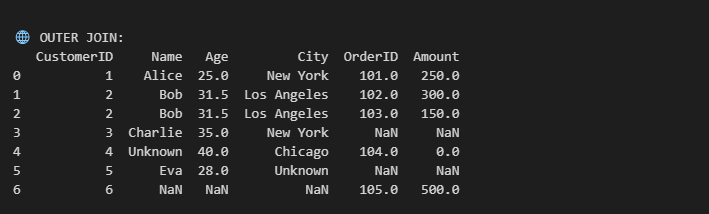 🌐 OUTER JOIN:
   CustomerID     Name   Age         City  OrderID  Amount
0           1    Alice  25.0     New York    101.0   250.0
1           2      Bob  31.5  Los Angeles    102.0   300.0
2           2      Bob  31.5  Los Angeles    103.0   150.0
3           3  Charlie  35.0     New York      NaN     NaN
4           4  Unknown  40.0      Chicago    104.0     0.0
5           5      Eva  28.0      Unknown      NaN     NaN
6           6      NaN   NaN          NaN    105.0   500.0